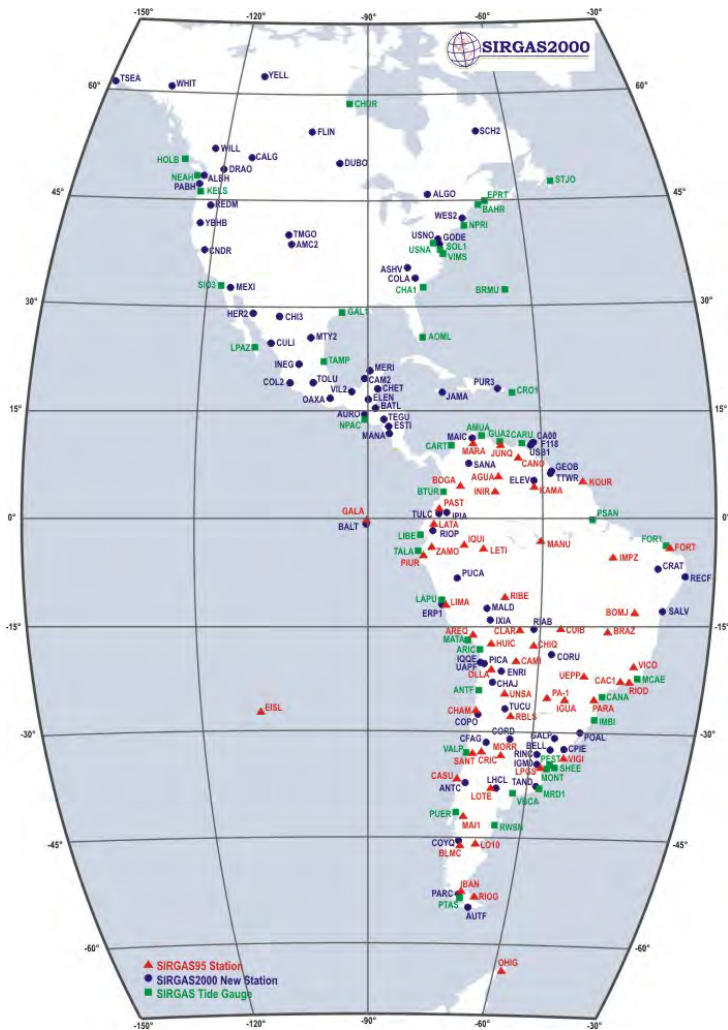 -150° -120° -90° -60° -30°
SIRGAS2000
60° 60°
TSEA
WHIT
YELL
CHUR
FLIN
SCH2
WILL
CALG
HOLB
DUBO
DRAO
NEAH
ALBH
STJO
PABH
KELS
45° 45°
ALGO
EPRT
REDM
BAHR
WES2
YBHB
NPRI
TMGO
USNO
GODE
AMC2
USNA
SOL1
CNDR
VIMS
ASHV
COLA
SIO3
MEXI
CHA1
BRMU
30° 30°
HER2
CHI3
GAL1
CULI
MTY2
AOML
LPAZ
INEG
TAMP
MERI
COL2
TOLU
CAM2
PUR3
VIL2
CHET
JAMA
CRO1
OAXA
ELEN
15° 15°
BATL
AURO
TEGU
NPAC
ESTI
MANA
AMUA
MAIC
GUA2
CARU
CA00
CART
MARA
JUNQ
F118
USB1
SANA
CANO
GEOB
BOGA
AGUA
ELEV
TTWR
KOUR
BTUR
INIR
KAMA
PAST
GALA
TULC
IPIA
PSAN
0° 0°
BALT
LATA
RIOP
LIBE
IQUI
MANU
FOR1
TALA
ZAMO
LETI
FORT
PIUR
IMPZ
PUCA
CRAT
RECF
LAPU
LIMA
RIBE
ERP1
MALD
BOMJ
SALV
IXIA
-15° -15°
AREQ
CLAR
RIAB
CUIB
BRAZ
MATA
HUIC
CHIQ
ARIC
IQQE
PICA
CAMI
CORU
UAPF
VICO
OLLA
ENRI
UEPP
CAC1
MCAE
ANTF
CHAJ
RIOD
UNSA
PA-1
CANA
EISL
CHAM
TUCU
IGUA
PARA
COPO
RBLS
IMBI
-30° -30°
CFAG
CORD
GALP
POAL
VALP
MORR
BELL
CPIE
SANT
CRIC
RINC
PEST
VIGI
IGM0
SHEE
CASU
LPGS
MONT
ANTC
LHCL
TAND
LOTE
VBCA
MRD1
PUER
MAI1
RWSN
-45° -45°
COYQ
BLMC
LO10
IBAN
PARC
RIOG
PTAS
AUTF
-60° -60°
OHIG
SIRGAS95 Station
SIRGAS2000 New Station
SIRGAS Tide Gauge
-150° -120° -90° -60° -30°